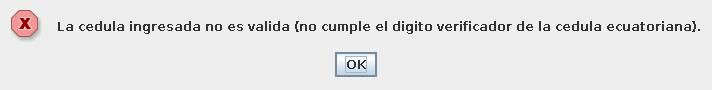 La cedula ingresada no es valida {no cumple el digito verificador de la cedula ecuatoriana}.
OK